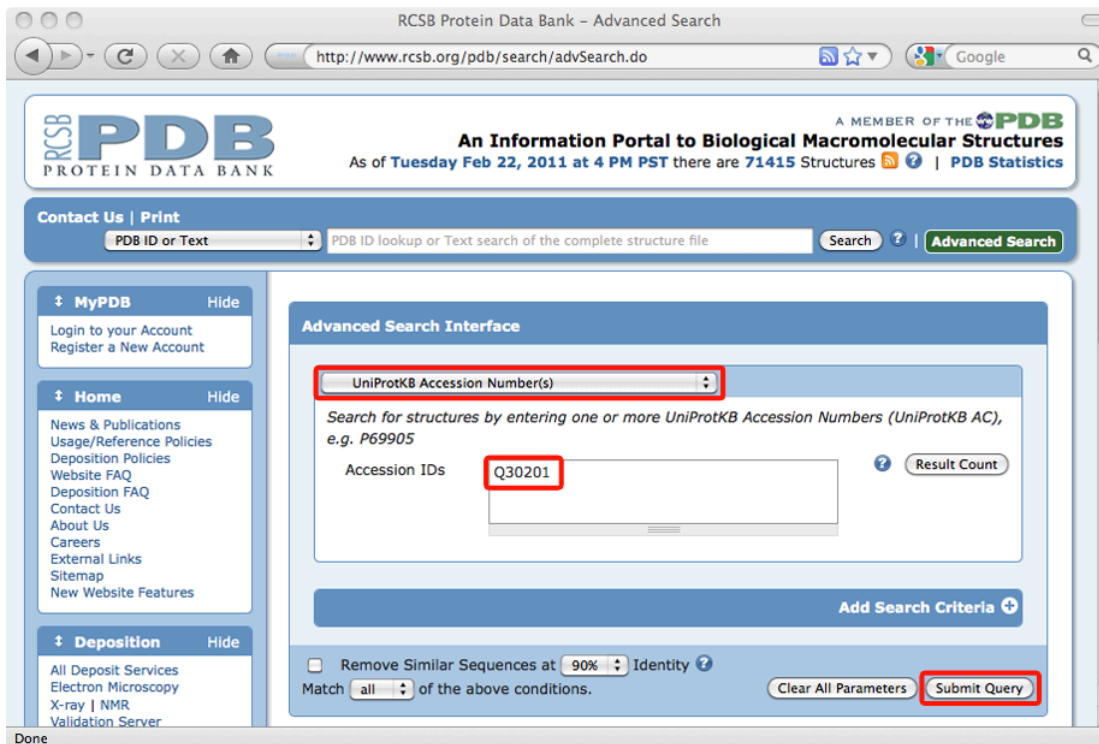 RCSB Protein Data Bank – Advanced Search
http://www.rcsb.org/pdb/search/advSearch.do
Google
RCSB
PDB
PROTEIN DATA BANK
A MEMBER OF THE PDB
An Information Portal to Biological Macromolecular Structures
As of Tuesday Feb 22, 2011 at 4 PM PST there are 71415 Structures ? | PDB Statistics
Contact Us | Print
PDB ID or Text
PDB ID lookup or Text search of the complete structure file
Search ? | Advanced Search
MyPDB Hide
Login to your Account
Register a New Account
Home Hide
News & Publications
Usage/Reference Policies
Deposition Policies
Website FAQ
Deposition FAQ
Contact Us
About Us
Careers
External Links
Sitemap
New Website Features
Deposition Hide
All Deposit Services
Electron Microscopy
X-ray | NMR
Validation Server
Advanced Search Interface
UniProtKB Accession Number(s)
Search for structures by entering one or more UniProtKB Accession Numbers (UniProtKB AC),
e.g. P69905
Accession IDs
Q30201
? Result Count
Add Search Criteria
Remove Similar Sequences at 90% Identity ?
Match all of the above conditions.
Clear All Parameters
Submit Query
Done